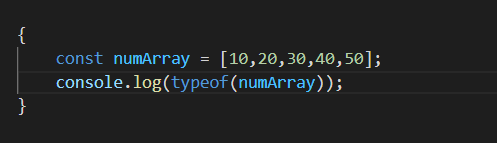 {
    const numArray = [10,20,30,40,50];
    console.log(typeof(numArray));
}